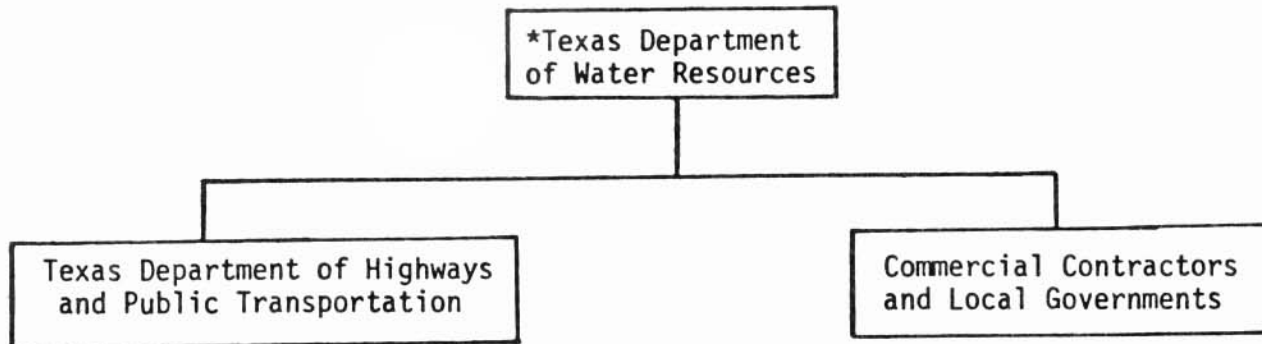 *Texas Department
of Water Resources
Texas Department of Highways
and Public Transportation
Commercial Contractors
and Local Governments